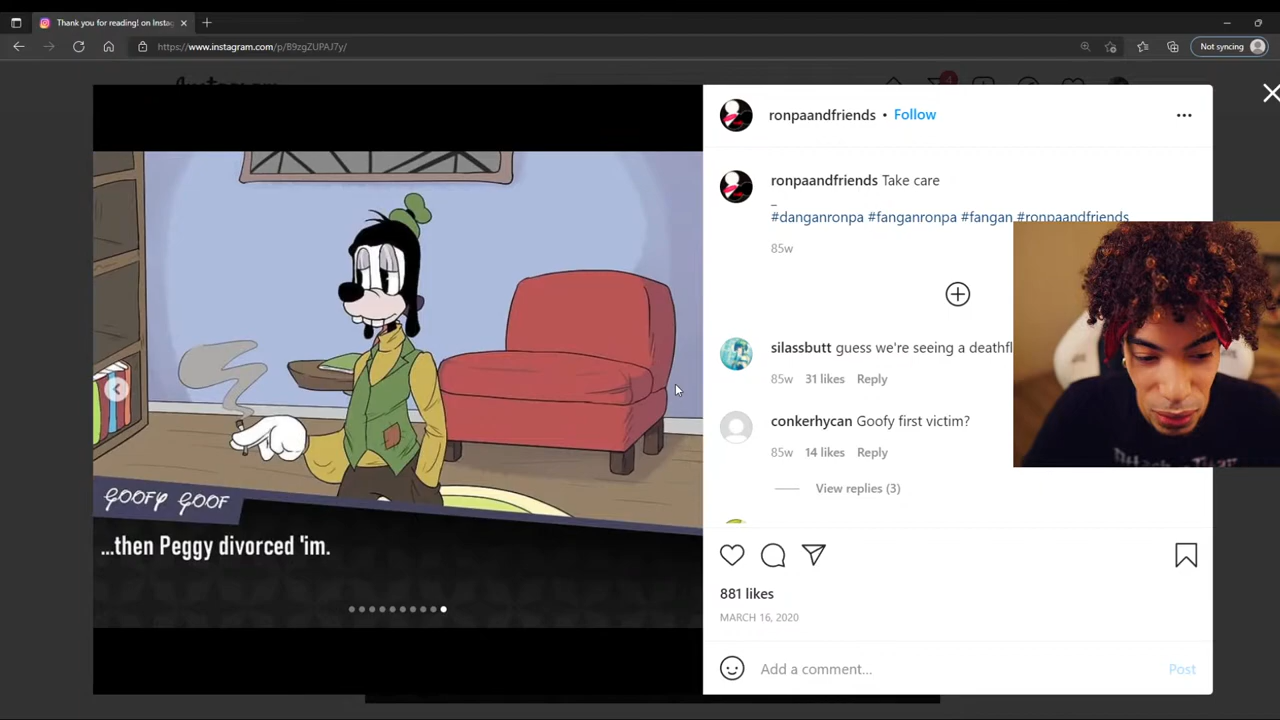 Thank you for reading! on Instag
https://www.instagram.com/p/B9zgZUPAJ7y/
Not syncing
4
ronpaandfriends • Follow
ronpaandfriends Take care
_
#danganronpa #fanganronpa #fangan #ronpaandfriends
85w
silassbutt guess we're seeing a deathfl
85w 31 likes Reply
conkerhycan Goofy first victim?
85w 14 likes Reply
View replies (3)
GOOFY GOOF
...then Peggy divorced 'im.
881 likes
MARCH 16, 2020
Add a comment...
Post